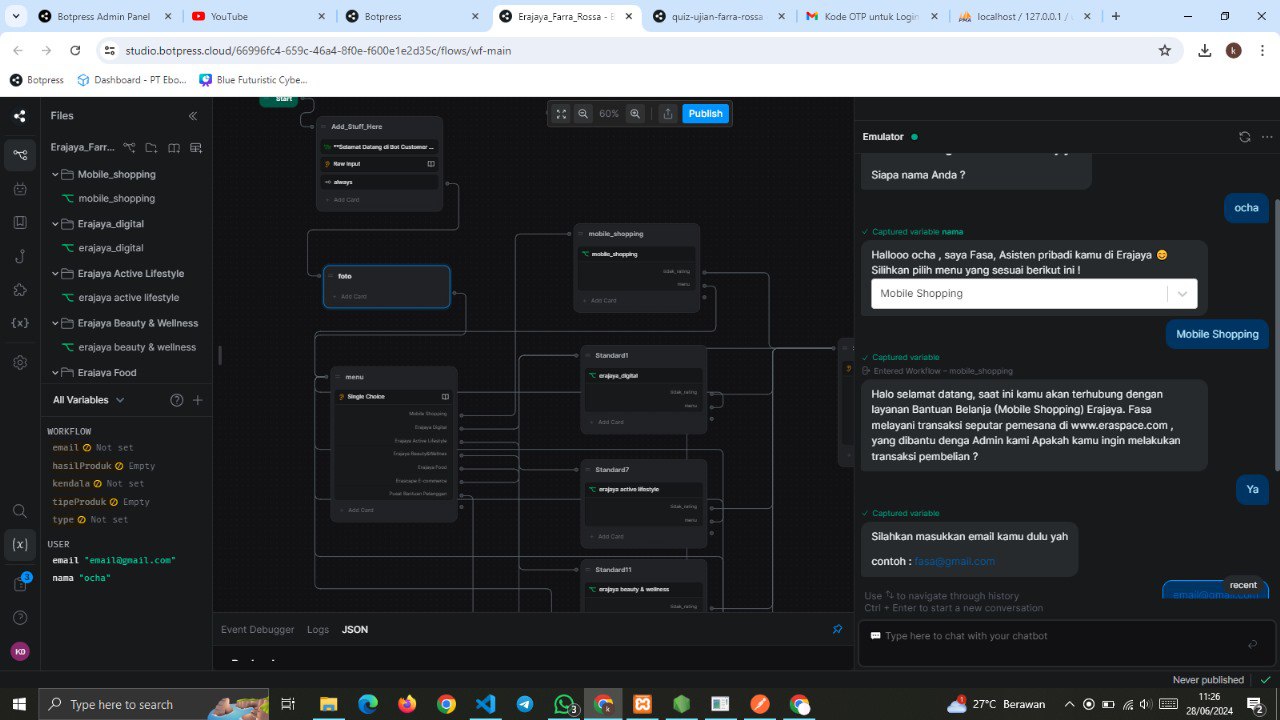 Botpress Admin Panel
YouTube
Botpress
Erajaya_Farra_Rossa - B
quiz-ujian-farra-rossa
Kode OTP untuk Login
localhost / 127.0.0.1 /
studio.botpress.cloud/66996fc4-659c-46a4-8f0e-f600e1e2d35c/flows/wf-main
Botpress
Dashboard - PT Ebo...
Blue Futuristic Cybe...
Files
Erajaya_Farr...
Mobile_shopping
mobile_shopping
Erajaya_digital
erajaya_digital
Erajaya Active Lifestyle
erajaya active lifestyle
Erajaya Beauty & Wellness
erajaya beauty & wellness
Erajaya Food
All Variables
WORKFLOW
email Not set
hasilProduk Empty
kendala Not set
tipeProduk Empty
type Not set
USER
email "email@gmail.com"
nama "ocha"
KD
Start
60%
Publish
Add_Stuff_Here
**Selamat Datang di Bot Customer ...
Raw Input
always
+ Add Card
foto
+ Add Card
menu
Single Choice
Mobile Shopping
Erajaya Digital
Erajaya Active Lifestyle
Erajaya Beauty&Wellnes
Erajaya Food
Eraspace E-commerce
Pusat Bantuan Pelanggan
+ Add Card
mobile_shopping
mobile_shopping
tidak_rating
menu
+ Add Card
Standard1
erajaya_digital
tidak_rating
menu
+ Add Card
Standard7
erajaya active lifestyle
tidak_rating
menu
+ Add Card
Standard11
erajaya beauty & wellness
tidak_rating
Event Debugger
Logs
JSON
Emulator
Siapa nama Anda ?
ocha
Captured variable nama
Hallooo ocha , saya Fasa, Asisten pribadi kamu di Erajaya 😊
Silihkan pilih menu yang sesuai berikut ini !
Mobile Shopping
Mobile Shopping
Captured variable
Entered Workflow – mobile_shopping
Halo selamat datang, saat ini kamu akan terhubung dengan
layanan Bantuan Belanja (Mobile Shopping) Erajaya. Fasa
melayani transaksi seputar pemesanan di www.eraspace.com ,
yang dibantu denga Admin kami Apakah kamu ingin melakukan
transaksi pembelian ?
Ya
Captured variable
Silahkan masukkan email kamu dulu yah
contoh : fasa@gmail.com
email@gmail.com
recent
Use ↑↓ to navigate through history
Ctrl + Enter to start a new conversation
Type here to chat with your chatbot
Never published
Type here to search
27°C Berawan
11:26
28/06/2024